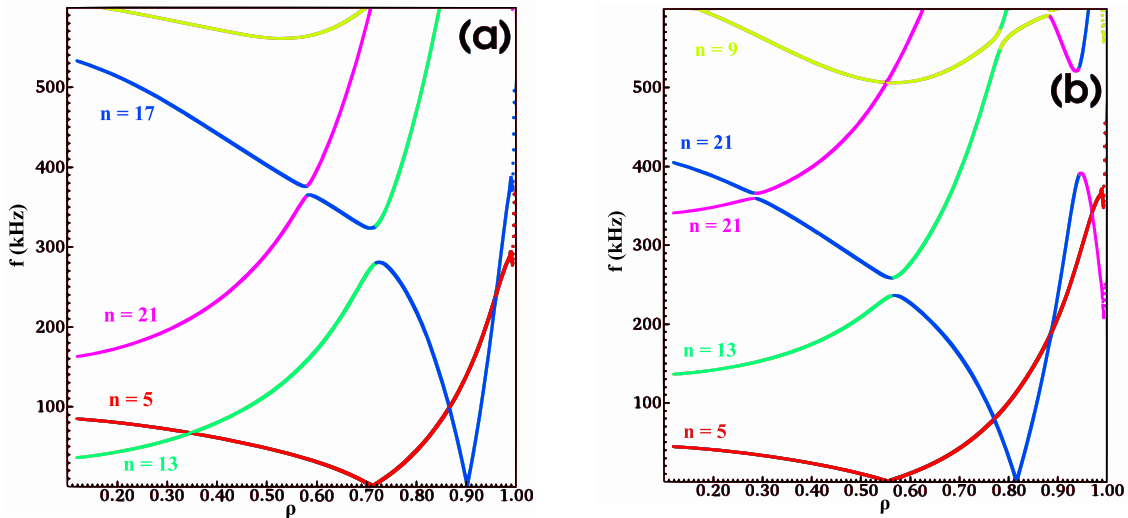 (a)
500
400
300
200
100
f (kHz)
n = 17
n = 21
n = 5
n = 13
0.20 0.30 0.40 0.50 0.60 0.70 0.80 0.90 1.00
ρ
(b)
500
400
300
200
100
f (kHz)
n = 9
n = 21
n = 21
n = 13
n = 5
0.20 0.30 0.40 0.50 0.60 0.70 0.80 0.90 1.00
ρ